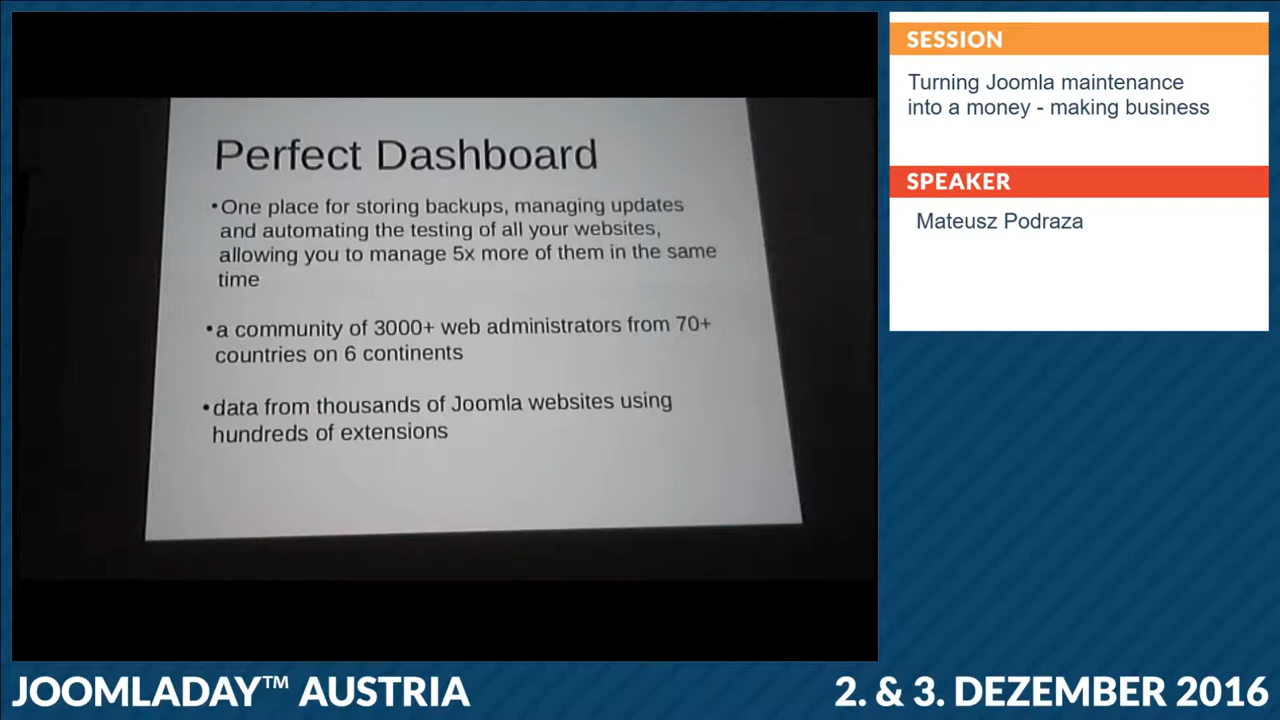 Perfect Dashboard
•One place for storing backups, managing updates
and automating the testing of all your websites,
allowing you to manage 5x more of them in the same
time
•a community of 3000+ web administrators from 70+
countries on 6 continents
•data from thousands of Joomla websites using
hundreds of extensions
SESSION
Turning Joomla maintenance
into a money - making business
SPEAKER
Mateusz Podraza
JOOMLADAY™ AUSTRIA
2. & 3. DEZEMBER 2016